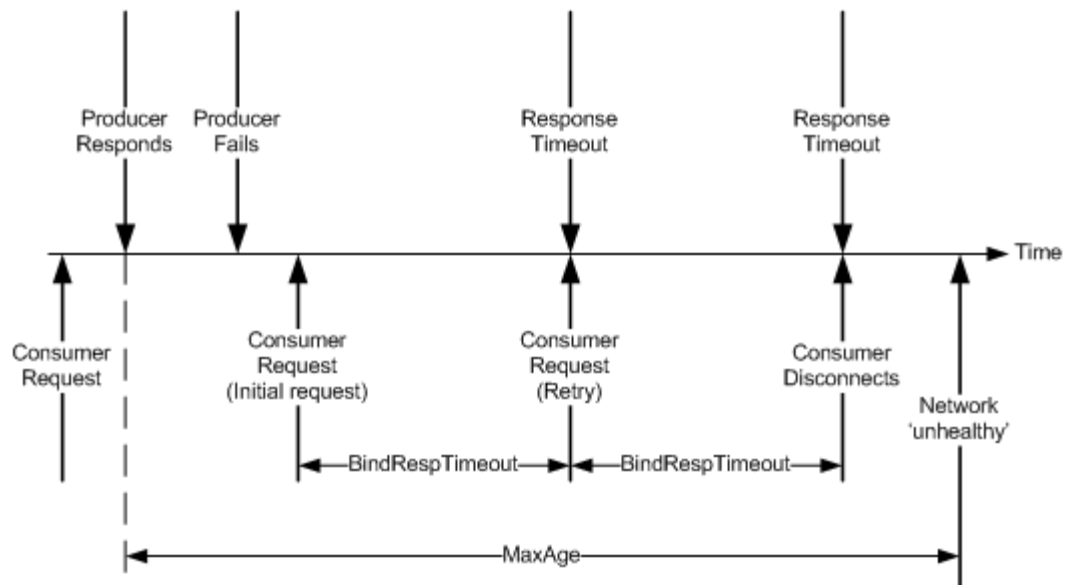 Producer
Responds
Producer
Fails
Response
Timeout
Response
Timeout
Time
Consumer
Request
Consumer
Request
(Initial request)
Consumer
Request
(Retry)
Consumer
Disconnects
Network
'unhealthy'
BindRespTimeout
BindRespTimeout
MaxAge